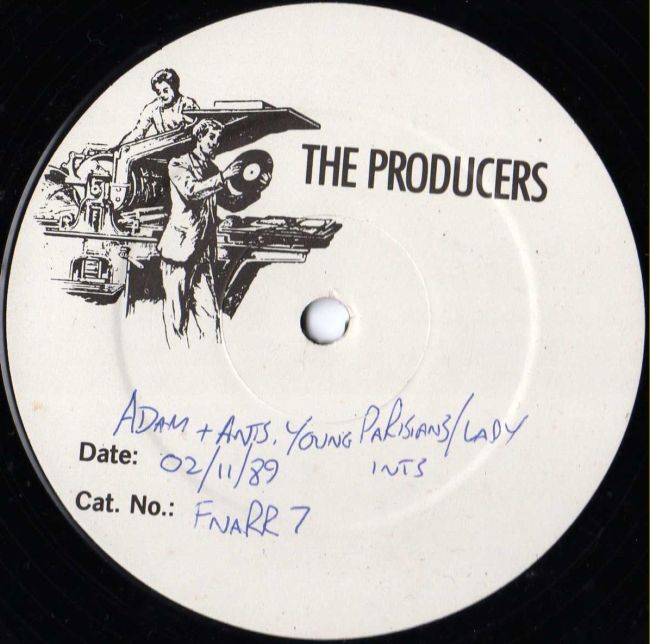 THE PRODUCERS
ADAM + ANTS. YOUNG PARISIANS/LADY
Date: 02/11/89 INTS
Cat. No.: FNARR 7